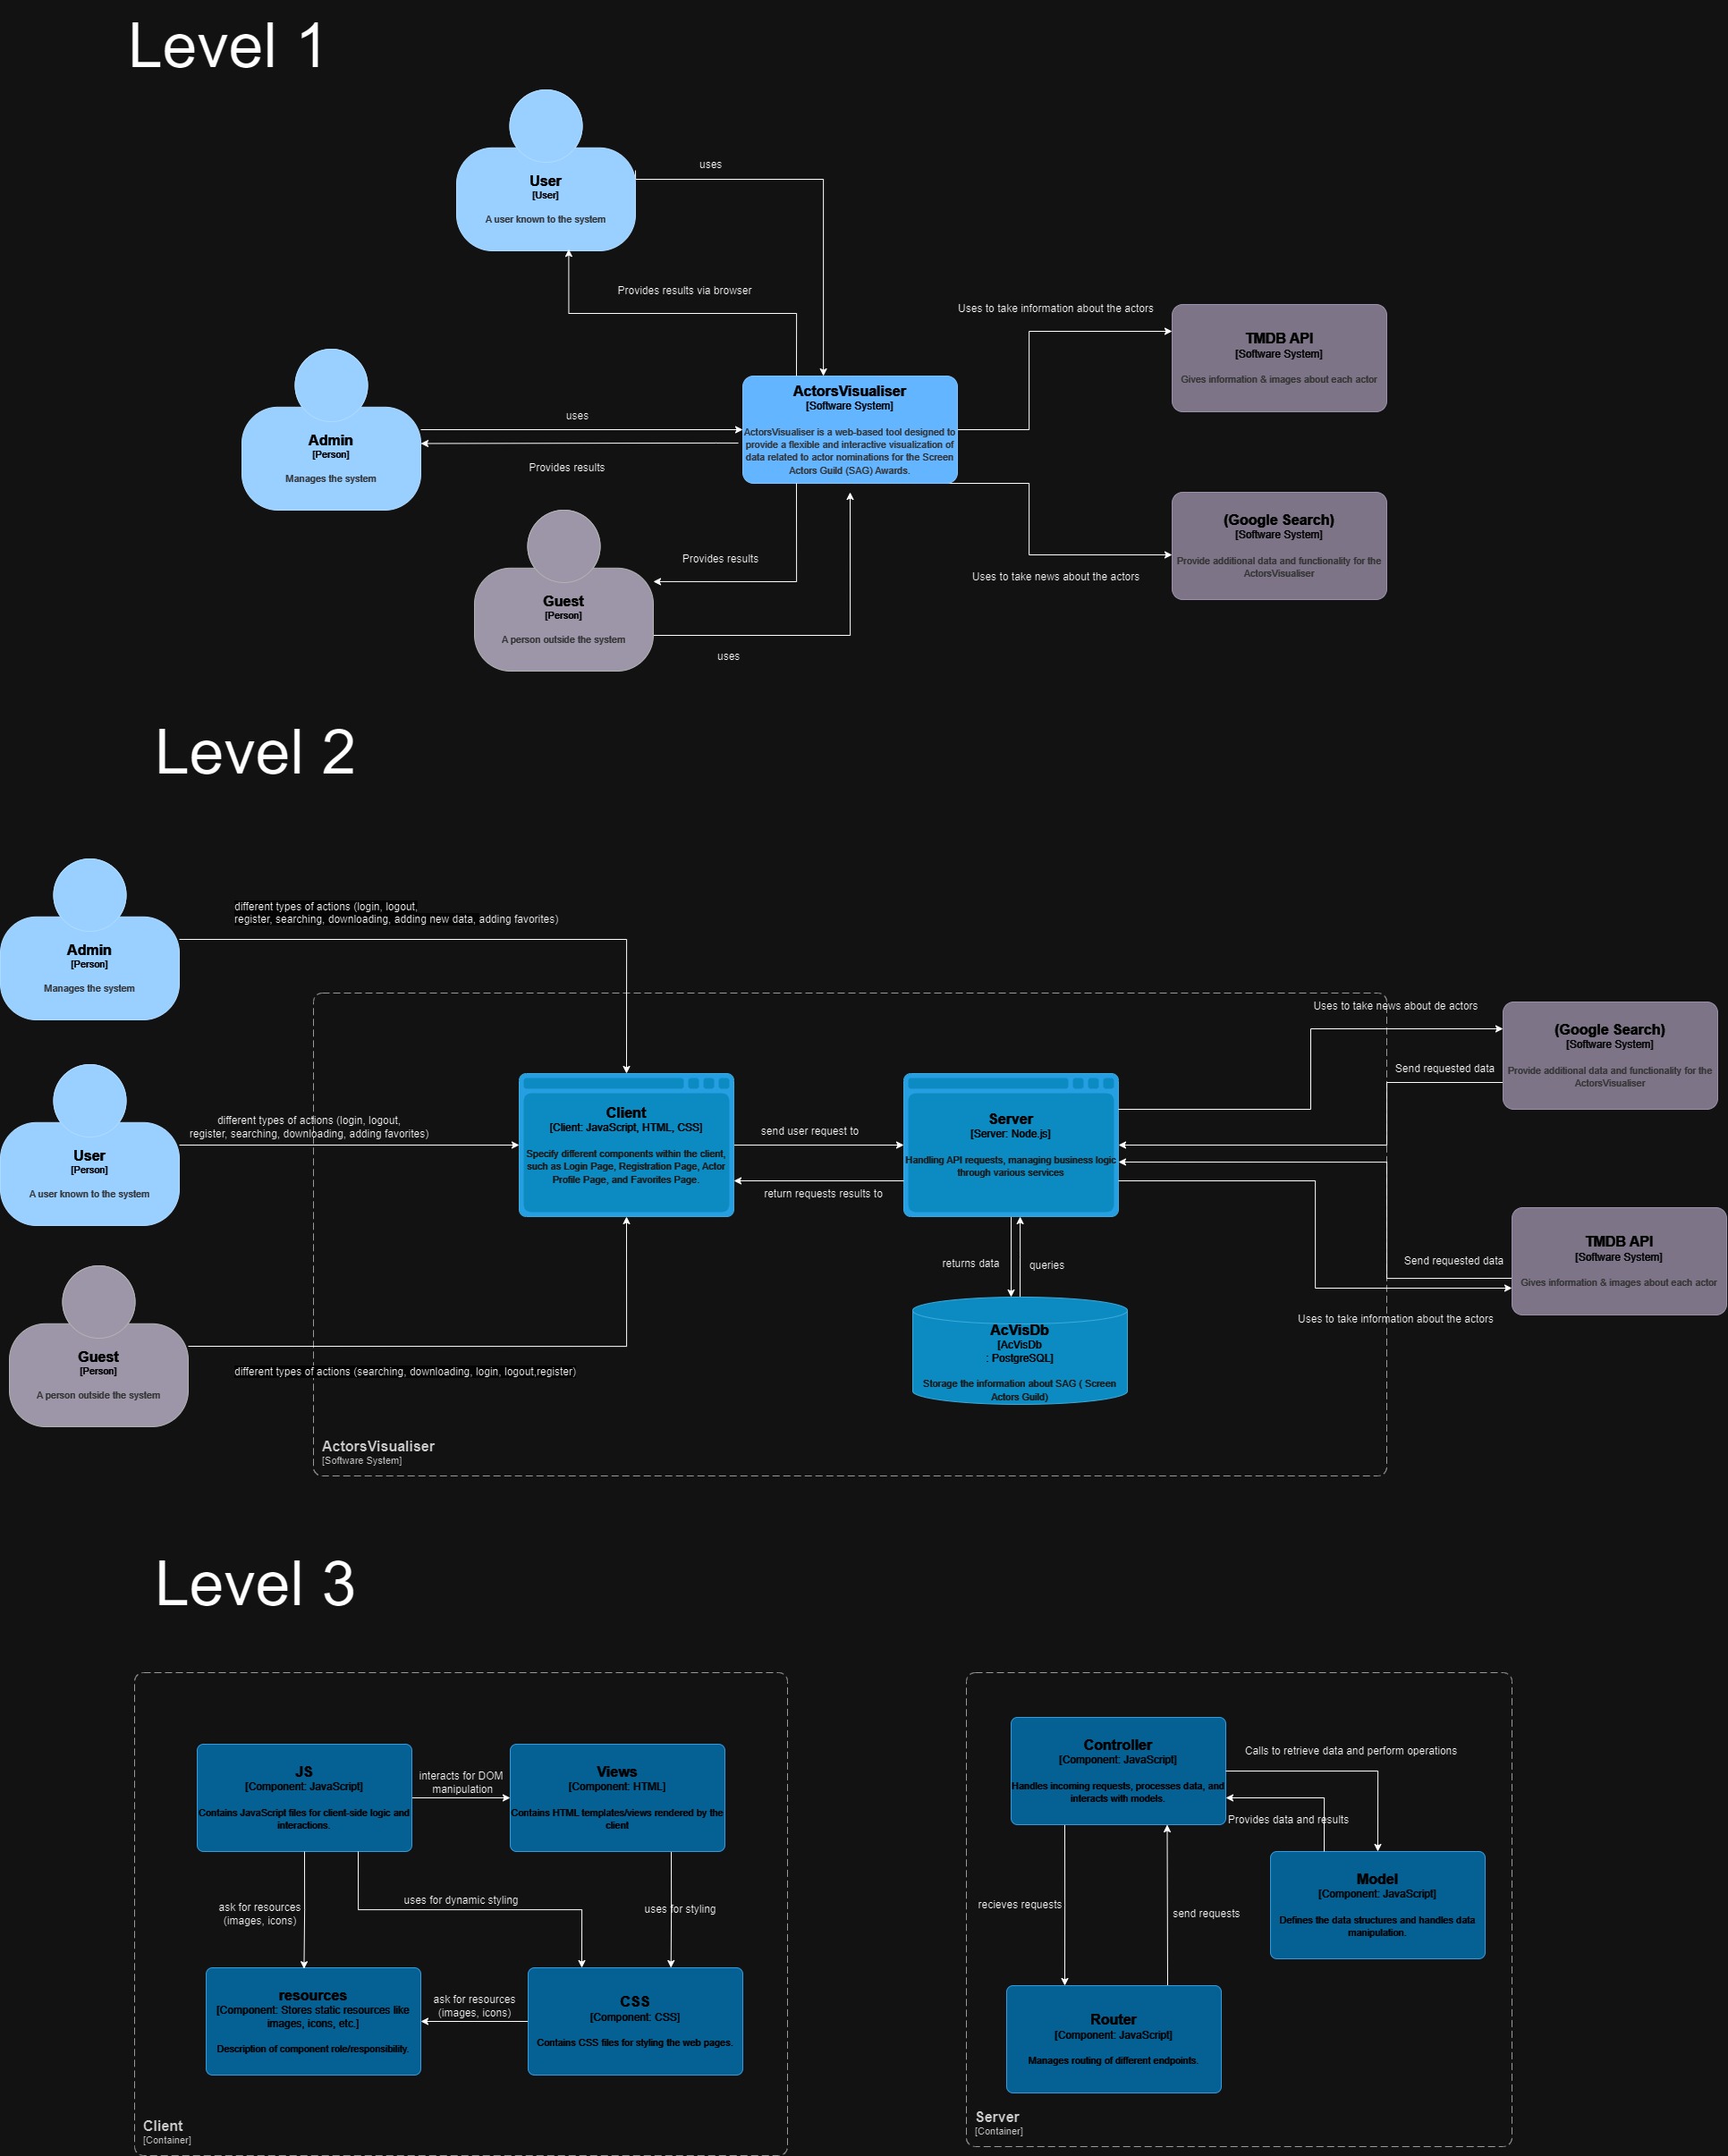 Level 1
User
[User]
A user known to the system
uses
Provides results via browser
Uses to take information about the actors
TMDB API
[Software System]
Gives information & images about each actor
ActorsVisualiser
[Software System]
ActorsVisualiser is a web-based tool designed to
provide a flexible and interactive visualization of
data related to actor nominations for the Screen
Actors Guild (SAG) Awards.
Admin
[Person]
Manages the system
uses
Provides results
(Google Search)
[Software System]
Provide additional data and functionality for the
ActorsVisualiser
Uses to take news about the actors
Provides results
Guest
[Person]
A person outside the system
uses
Level 2
Admin
[Person]
Manages the system
different types of actions (login, logout,
register, searching, downloading, adding new data, adding favorites)
Uses to take news about de actors
(Google Search)
[Software System]
Provide additional data and functionality for the
ActorsVisualiser
Send requested data
User
[Person]
A user known to the system
different types of actions (login, logout,
register, searching, downloading, adding favorites)
Client
[Client: JavaScript, HTML, CSS]
Specify different components within the client,
such as Login Page, Registration Page, Actor
Profile Page, and Favorites Page.
send user request to
return requests results to
Server
[Server: Node.js]
Handling API requests, managing business logic
through various services
TMDB API
[Software System]
Gives information & images about each actor
Send requested data
Uses to take information about the actors
returns data
queries
AcVisDb
[AcVisDb
: PostgreSQL]
Storage the information about SAG ( Screen
Actors Guild)
Guest
[Person]
A person outside the system
different types of actions (searching, downloading, login, logout,register)
ActorsVisualiser
[Software System]
Level 3
JS
[Component: JavaScript]
Contains JavaScript files for client-side logic and
interactions.
interacts for DOM
manipulation
Views
[Component: HTML]
Contains HTML templates/views rendered by the
client
ask for resources
(images, icons)
uses for dynamic styling
uses for styling
resources
[Component: Stores static resources like
images, icons, etc.]
Description of component role/responsibility.
ask for resources
(images, icons)
CSS
[Component: CSS]
Contains CSS files for styling the web pages.
Client
[Container]
Controller
[Component: JavaScript]
Handles incoming requests, processes data, and
interacts with models.
Calls to retrieve data and perform operations
Provides data and results
Model
[Component: JavaScript]
Defines the data structures and handles data
manipulation.
recieves requests
send requests
Router
[Component: JavaScript]
Manages routing of different endpoints.
Server
[Container]